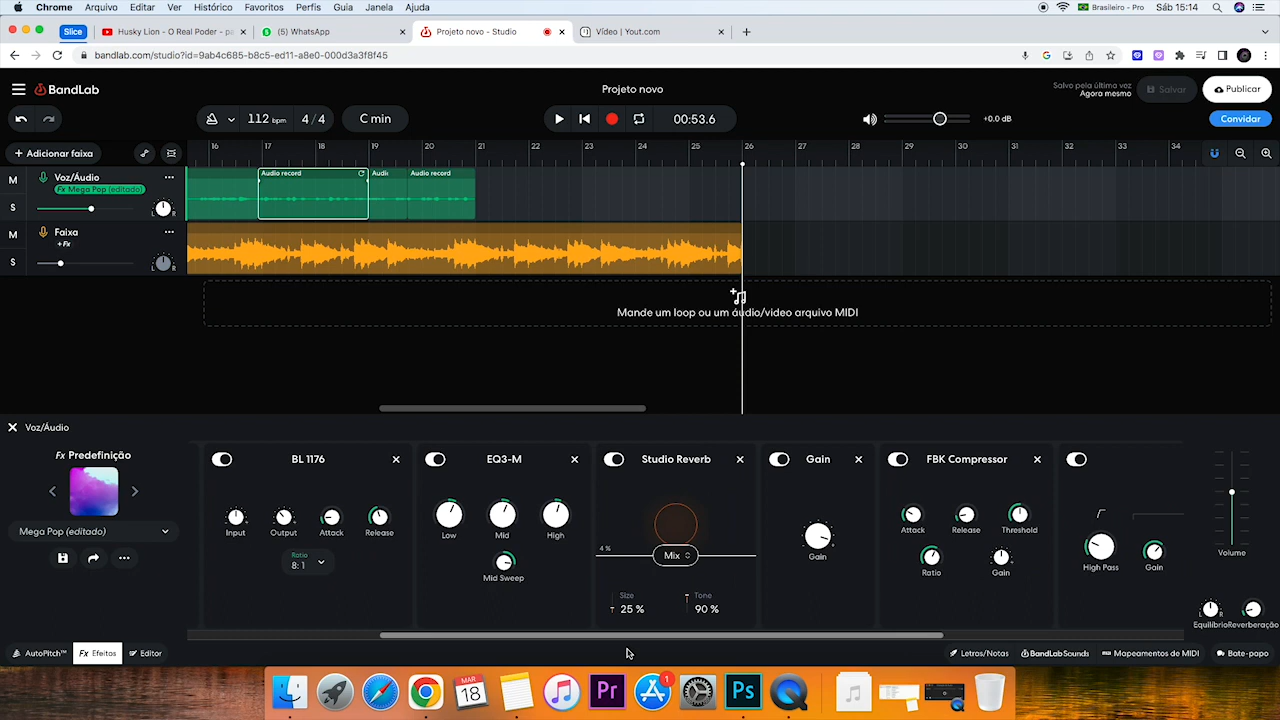 Chrome Arquivo Editar Ver Histórico Favoritos Perfis Guia Janela Ajuda Brasileiro - Pro Sáb 15:14
Slice Husky Lion - O Real Poder - pa (5) WhatsApp Projeto novo - Studio Vídeo | Yout.com
bandlab.com/studio?id=9ab4c685-b8c5-ed11-a8e0-000d3a3f8f45
BandLab Projeto novo Salvo pela última voz Agora mesmo Salvar Publicar
112 bpm 4 / 4 C min 00:53.6 +0.0 dB Convidar
+ Adicionar faixa 16 17 18 19 20 21 22 23 24 25 26 27 28 29 30 31 32 33 34
M Voz/Áudio Audio record Audio record
Fx Mega Pop (editado)
S L R
M Faixa
+ Fx
S L R
Mande um loop ou um áudio/video arquivo MIDI
Voz/Áudio
Fx Predefinição BL 1176 EQ3-M Studio Reverb Gain FBK Compressor
Input Output Attack Release Low Mid High Attack Release Threshold
Mega Pop (editado)
4 % Mix Gain Volume
Ratio 8: 1 Mid Sweep Ratio Gain High Pass Gain
Size 25 % Tone 90 %
Equilíbrio Reverberação
AutoPitch™ Fx Efeitos Editor Letras/Notas BandLab Sounds Mapeamentos de MIDI Bate-papo
MAR 18 Pr 1 Ps